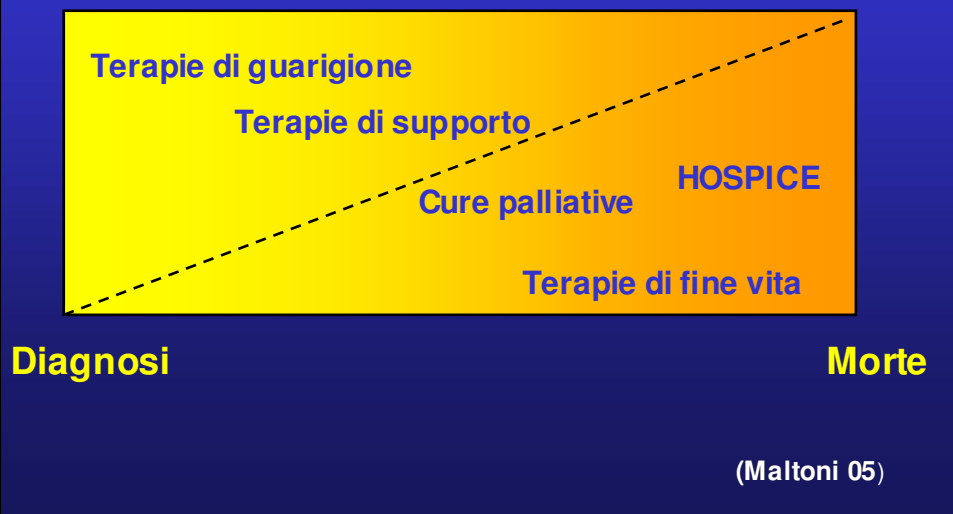 Terapie di guarigione
Terapie di supporto
HOSPICE
Cure palliative
Terapie di fine vita
Diagnosi
Morte
(Maltoni 05)